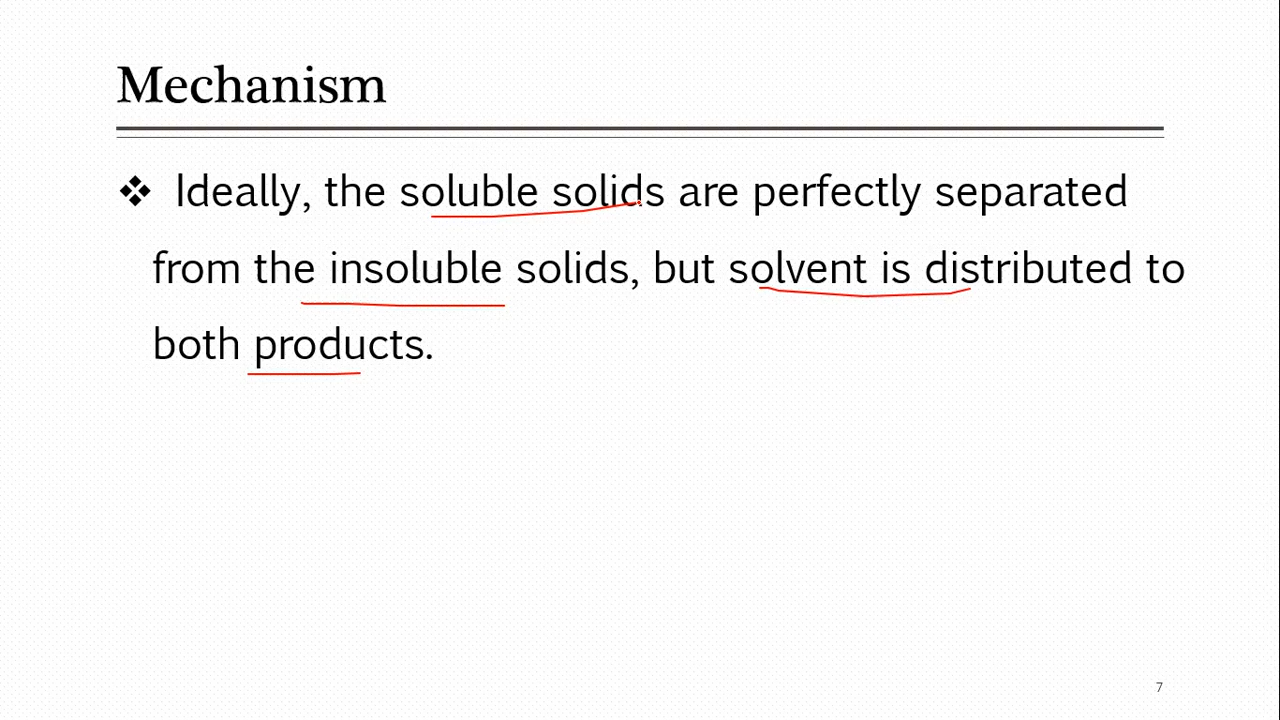 Mechanism
❖ Ideally, the soluble solids are perfectly separated
from the insoluble solids, but solvent is distributed to
both products.
7